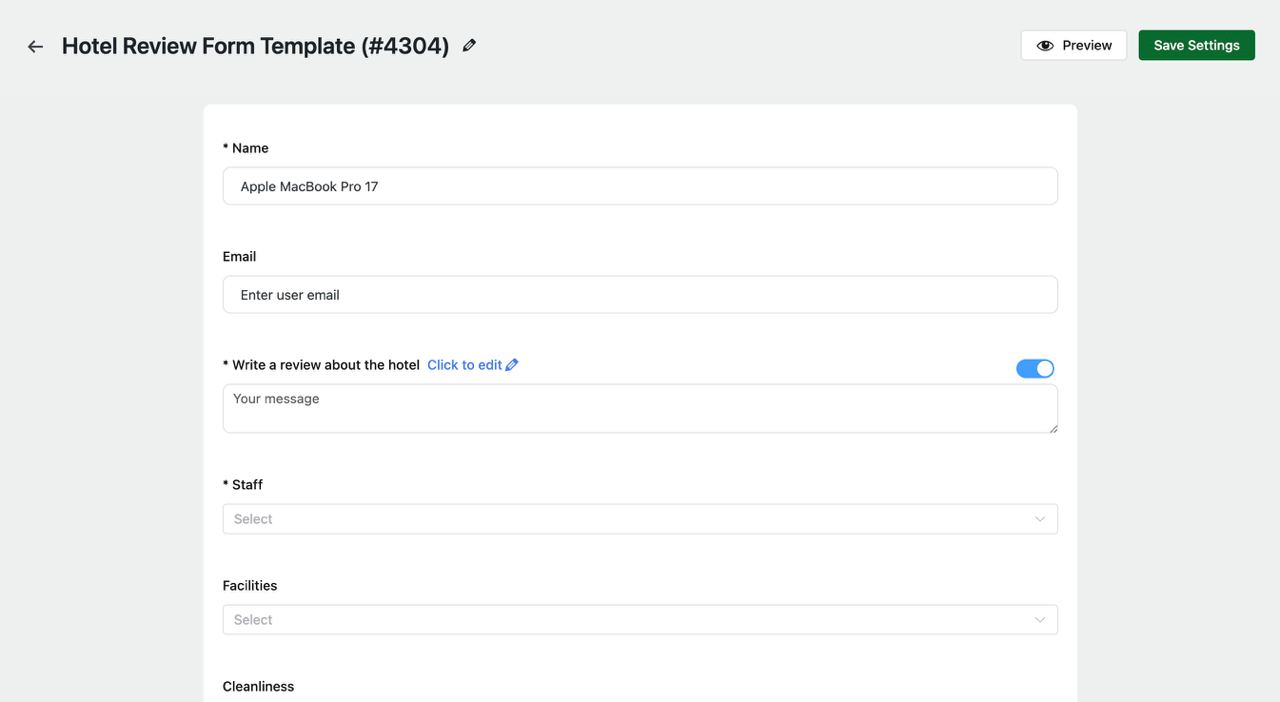 Hotel Review Form Template (#4304)
Preview
Save Settings
* Name
Apple MacBook Pro 17
Email
Enter user email
* Write a review about the hotel Click to edit
Your message
* Staff
Select
Facilities
Select
Cleanliness